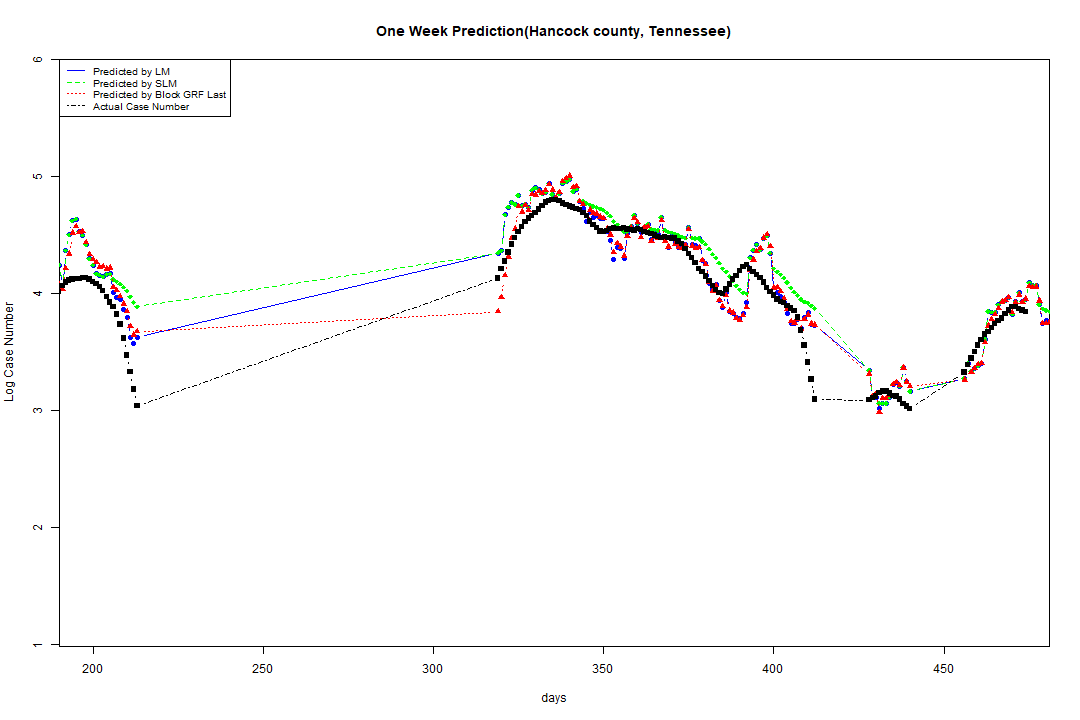 One Week Prediction(Hancock county, Tennessee)
Predicted by LM
Predicted by SLM
Predicted by Block GRF Last
Actual Case Number
Log Case Number
6
5
4
3
2
1
200 250 300 350 400 450
days